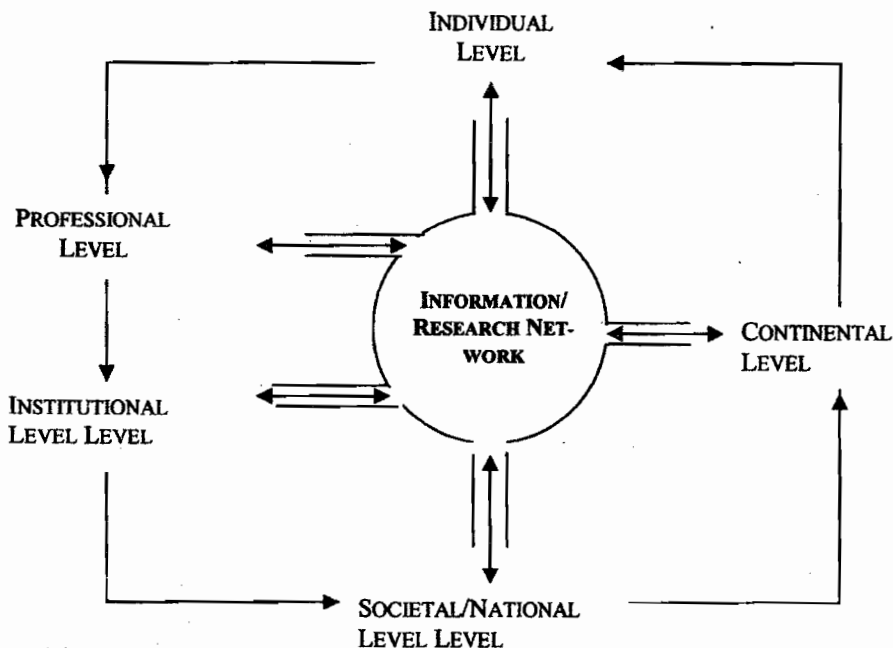 INDIVIDUAL
LEVEL
PROFESSIONAL
LEVEL
INFORMATION/
RESEARCH NET-
WORK
CONTINENTAL
LEVEL
INSTITUTIONAL
LEVEL LEVEL
SOCIETAL/NATIONAL
LEVEL LEVEL